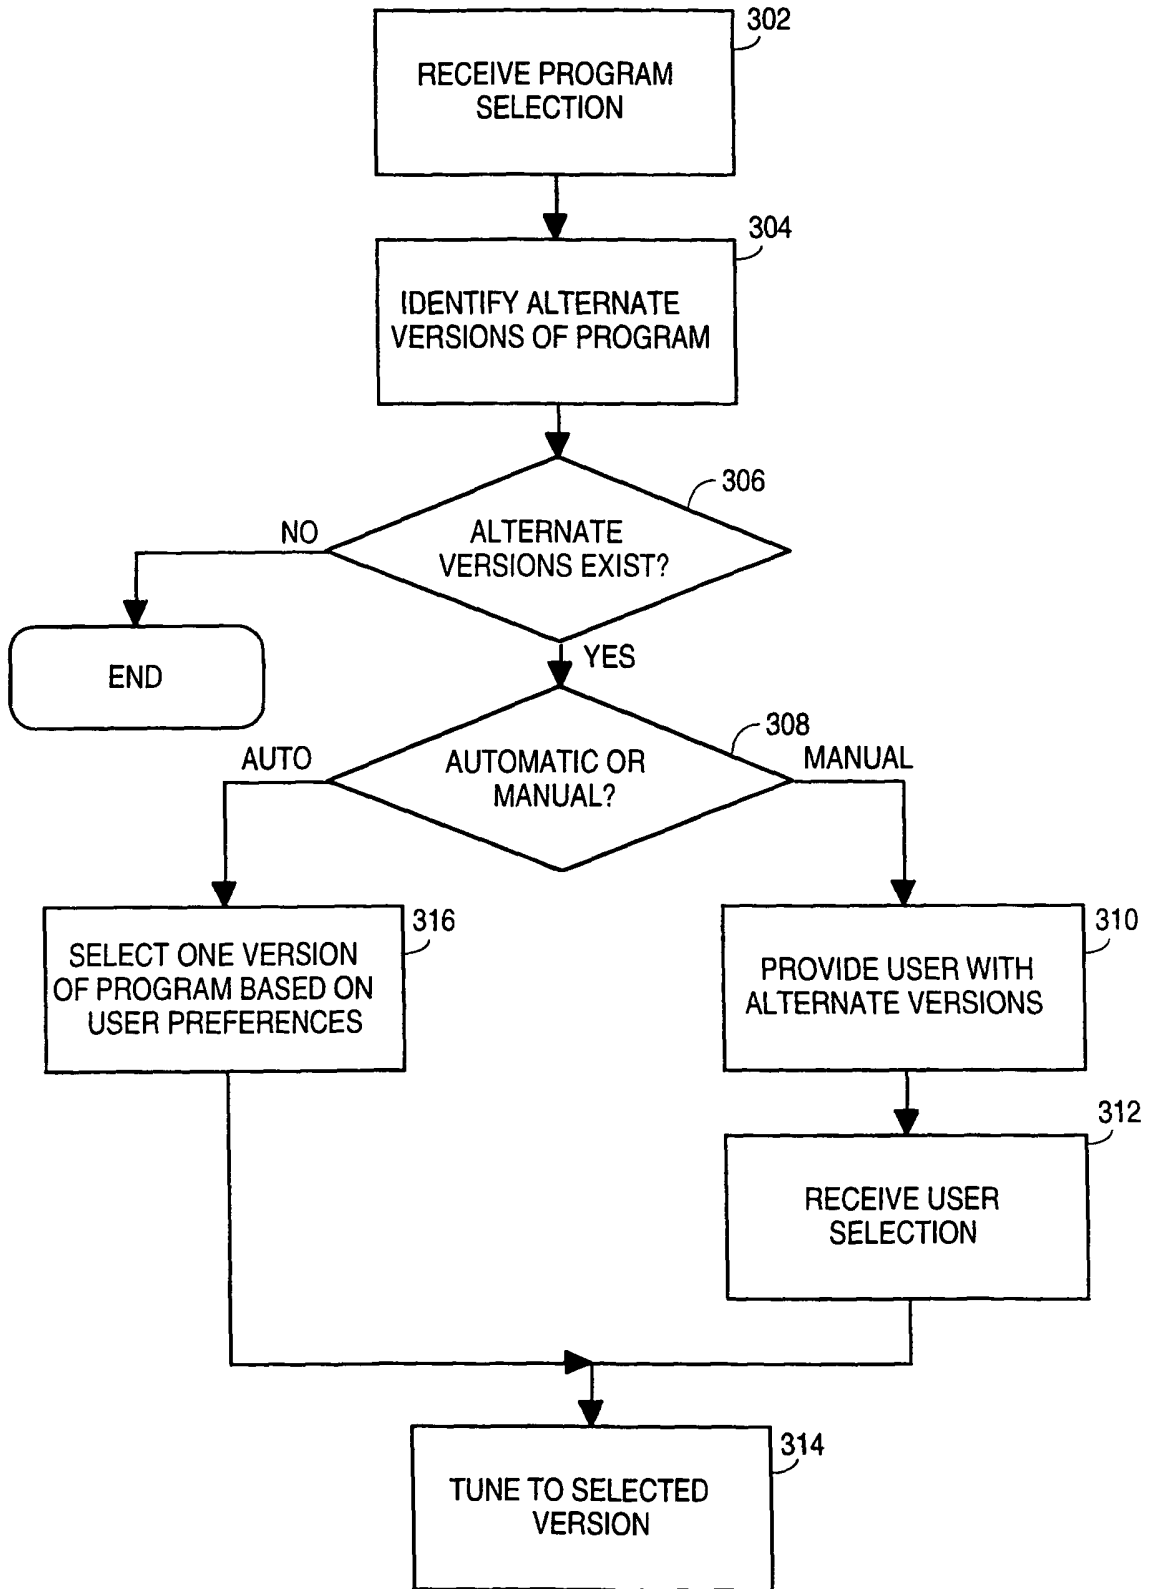 302
RECEIVE PROGRAM
SELECTION
304
IDENTIFY ALTERNATE
VERSIONS OF PROGRAM
306
NO
ALTERNATE
VERSIONS EXIST?
END
YES
308
AUTO
AUTOMATIC OR
MANUAL?
MANUAL
316
SELECT ONE VERSION
OF PROGRAM BASED ON
USER PREFERENCES
310
PROVIDE USER WITH
ALTERNATE VERSIONS
312
RECEIVE USER
SELECTION
314
TUNE TO SELECTED
VERSION